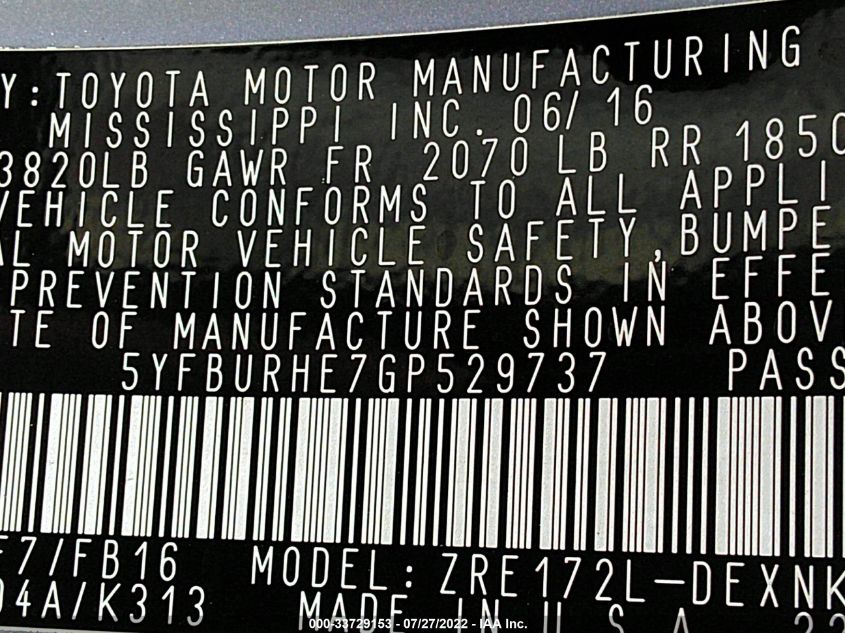 Y: TOYOTA MOTOR MANUFACTURING
MISSISSIPPI INC. 06/16
3820LB GAWR FR 2070 LB RR 1850
VEHICLE CONFORMS TO ALL APPLI
AL MOTOR VEHICLE SAFETY, BUMPE
PREVENTION STANDARDS IN EFFE
TE OF MANUFACTURE SHOWN ABOV
5YFBURHE7GP529737 PASS
F7/FB16 MODEL: ZRE172L-DEXNK
04A/K313 MADE IN U.S.A.
000-33729153 - 07/27/2022 - IAA Inc.